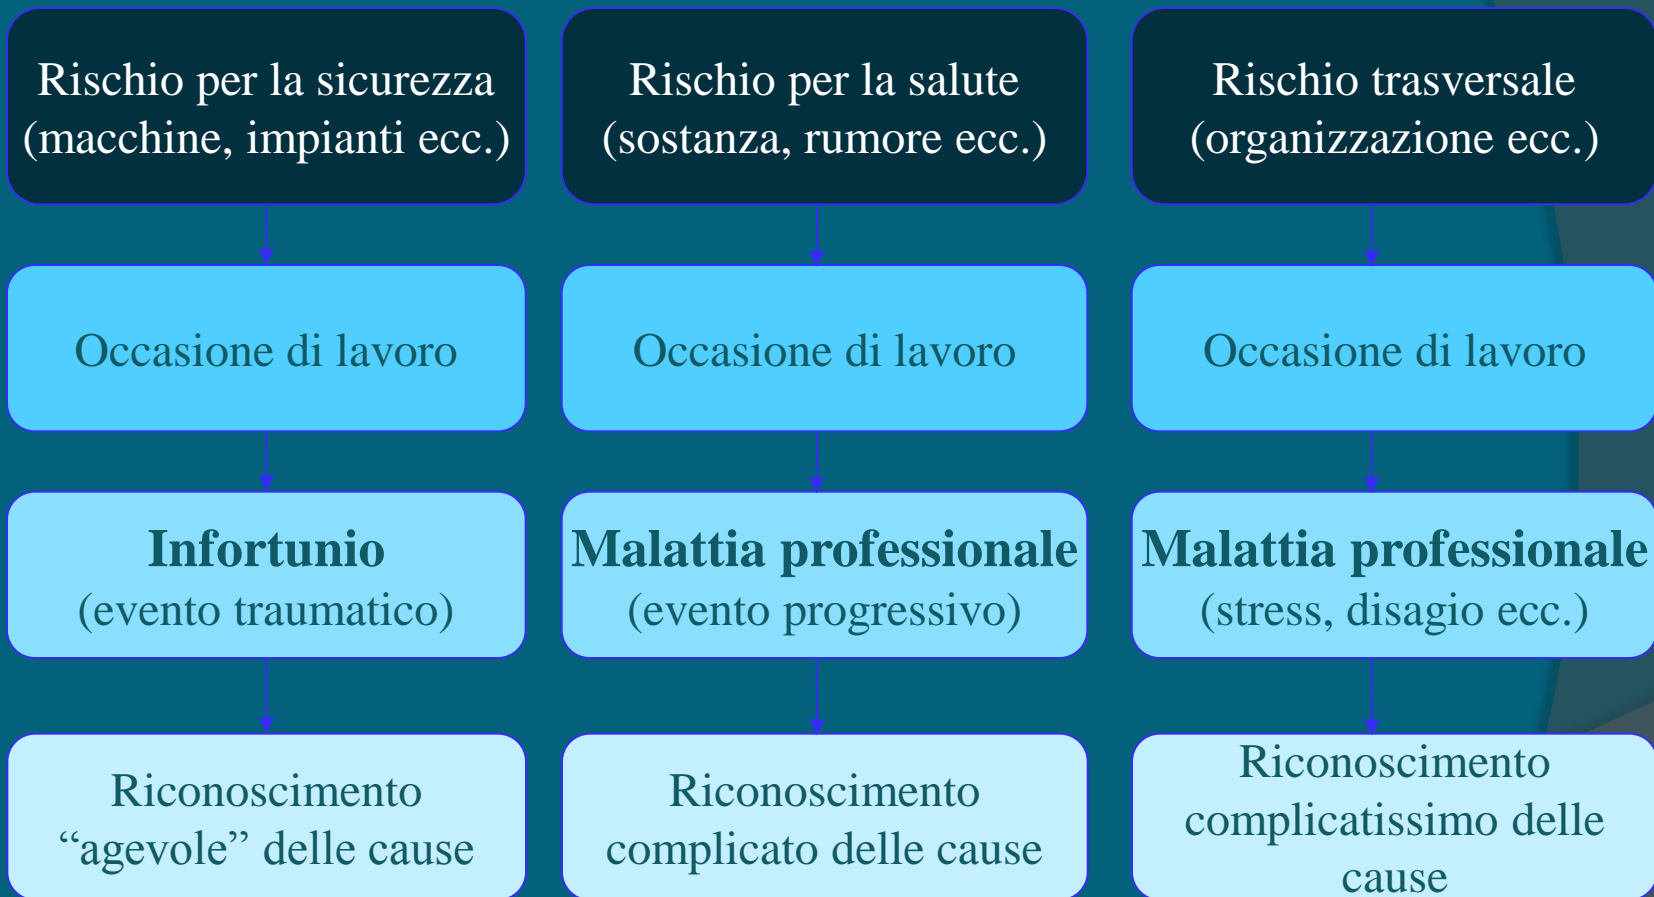 Rischio per la sicurezza
(macchine, impianti ecc.)
Rischio per la salute
(sostanza, rumore ecc.)
Rischio trasversale
(organizzazione ecc.)
Occasione di lavoro
Occasione di lavoro
Occasione di lavoro
Infortunio
(evento traumatico)
Malattia professionale
(evento progressivo)
Malattia professionale
(stress, disagio ecc.)
Riconoscimento
“agevole” delle cause
Riconoscimento
complicato delle cause
Riconoscimento
complicatissimo delle
cause